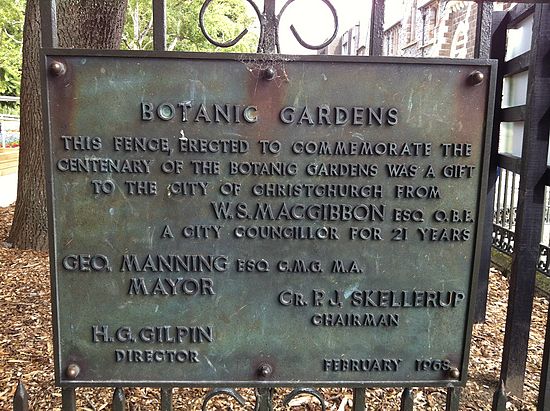 BOTANIC GARDENS
THIS FENCE, ERECTED TO COMMEMORATE THE
CENTENARY OF THE BOTANIC GARDENS WAS A GIFT
TO THE CITY OF CHRISTCHURCH FROM
W.S. MACGIBBON ESQ. O.B.E.
A CITY COUNCILLOR FOR 21 YEARS
GEO. MANNING ESQ. C.M.G. M.A.
MAYOR
CR. P.J. SKELLERUP
CHAIRMAN
H.G. GILPIN
DIRECTOR
FEBRUARY 1963.